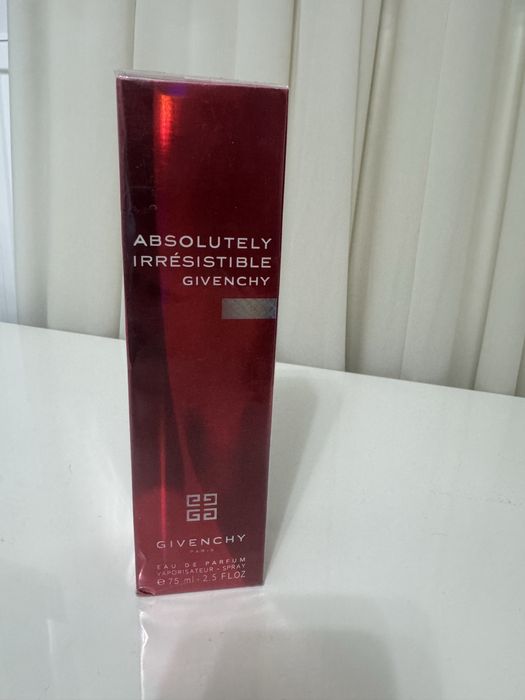 ABSOLUTELY
IRRÉSISTIBLE
GIVENCHY
GIVENCHY
PARIS
EAU DE PARFUM
VAPORISATEUR - SPRAY
℮ 75 ml - 2.5 FL.OZ